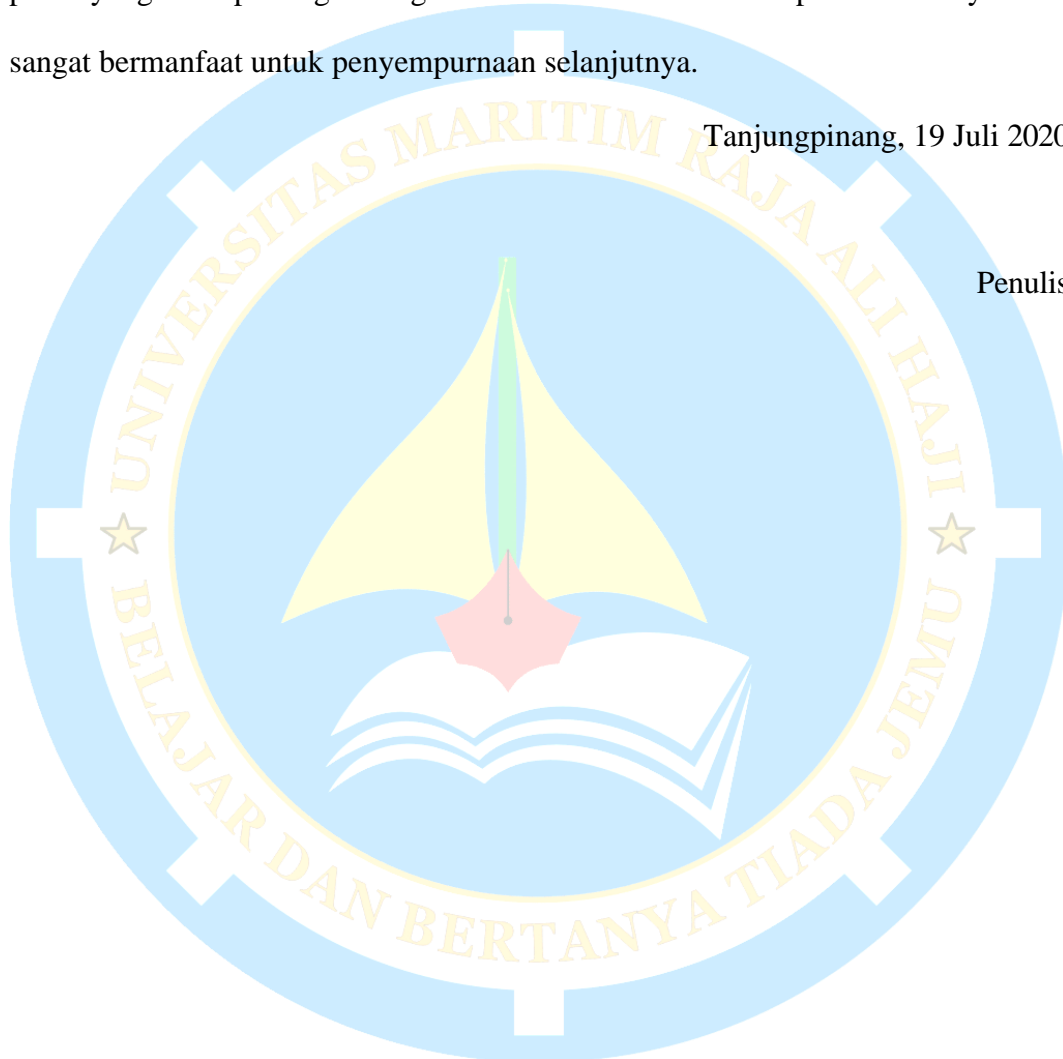 sangat bermanfaat untuk penyempurnaan selanjutnya.
Tanjungpinang, 19 Juli 2020
Penulis
UNIVERSITAS MARITIM RAJA ALI HAJI
BELAJAR DAN BERTANYA TIADA JEMU